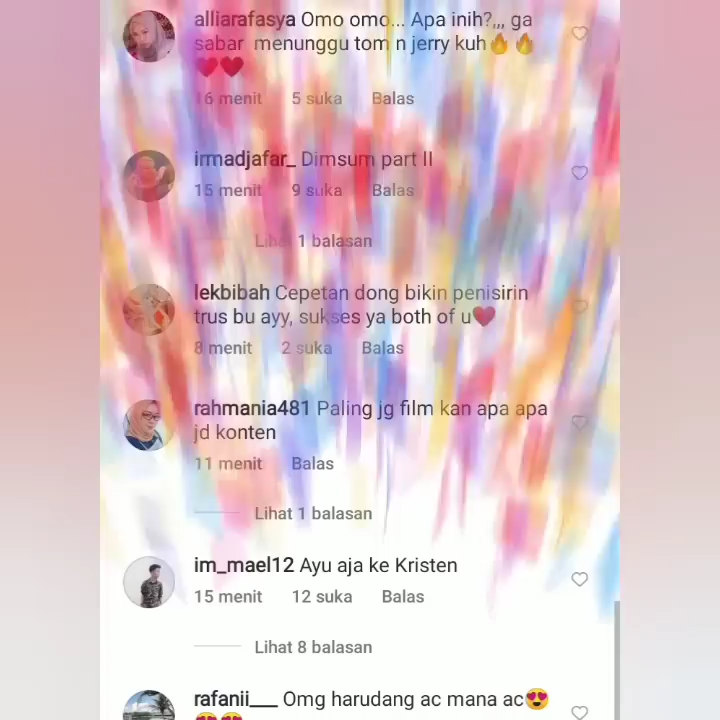 alliarafasya Omo omo... Apa inih?,,, ga
sabar menunggu tom n jerry kuh🔥🔥
❤️❤️
16 menit 5 suka Balas
irmadjafar_ Dimsum part II
15 menit 9 suka Balas
Lihat 1 balasan
lekbibah Cepetan dong bikin penisirin
trus bu ayy, sukses ya both of u❤️
8 menit 2 suka Balas
rahmania481 Paling jg film kan apa apa
jd konten
11 menit Balas
Lihat 1 balasan
im_mael12 Ayu aja ke Kristen
15 menit 12 suka Balas
Lihat 8 balasan
rafanii___ Omg harudang ac mana ac😍
😍😍